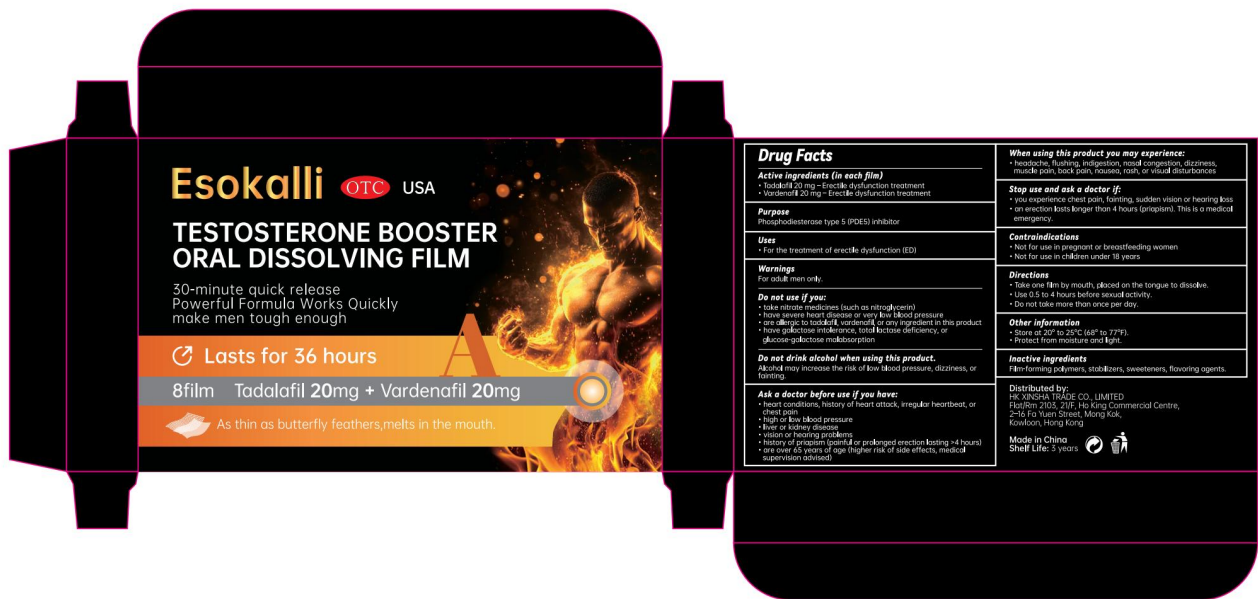 Esokalli OTC USA
TESTOSTERONE BOOSTER
ORAL DISSOLVING FILM
30-minute quick release
Powerful Formula Works Quickly
make men tough enough
A
Lasts for 36 hours
8film Tadalafil 20mg + Vardenafil 20mg
As thin as butterfly feathers,melts in the mouth.
Drug Facts
Active ingredients (in each film)
• Tadalafil 20 mg – Erectile dysfunction treatment
• Vardenafil 20 mg – Erectile dysfunction treatment
Purpose
Phosphodiesterase type 5 (PDE5) inhibitor
Uses
• For the treatment of erectile dysfunction (ED)
Warnings
For adult men only.
Do not use if you:
• take nitrate medicines (such as nitroglycerin)
• have severe heart disease or very low blood pressure
• are allergic to tadalafil, vardenafil, or any ingredient in this product
• have galactose intolerance, total lactase deficiency, or
glucose-galactose malabsorption
Do not drink alcohol when using this product.
Alcohol may increase the risk of low blood pressure, dizziness, or
fainting.
Ask a doctor before use if you have:
• heart conditions, history of heart attack, irregular heartbeat, or
chest pain
• high or low blood pressure
• liver or kidney disease
• vision or hearing problems
• history of priapism (painful or prolonged erection lasting >4 hours)
• are over 65 years of age (higher risk of side effects, medical
supervision advised)
When using this product you may experience:
• headache, flushing, indigestion, nasal congestion, dizziness,
muscle pain, back pain, nausea, rash, or visual disturbances
Stop use and ask a doctor if:
• you experience chest pain, fainting, sudden vision or hearing loss
• an erection lasts longer than 4 hours (priapism). This is a medical
emergency.
Contraindications
• Not for use in pregnant or breastfeeding women
• Not for use in children under 18 years
Directions
• Take one film by mouth, placed on the tongue to dissolve.
• Use 0.5 to 4 hours before sexual activity.
• Do not take more than once per day.
Other information
• Store at 20° to 25°C (68° to 77°F).
• Protect from moisture and light.
Inactive ingredients
Film-forming polymers, stabilizers, sweeteners, flavoring agents.
Distributed by:
HK XINSHA TRADE CO., LIMITED
Flat/Rm 2103, 21/F, Ho King Commercial Centre,
2–16 Fa Yuen Street, Mong Kok,
Kowloon, Hong Kong
Made in China
Shelf Life: 3 years